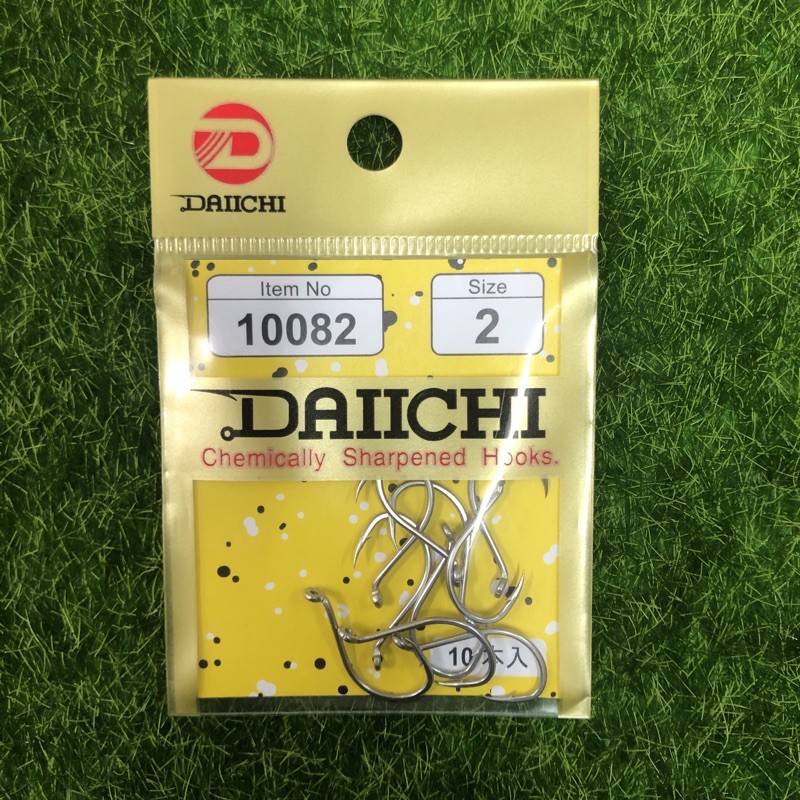 DAIICHI
Item No
10082
Size
2
DAIICHI
Chemically Sharpened Hooks.
10本入